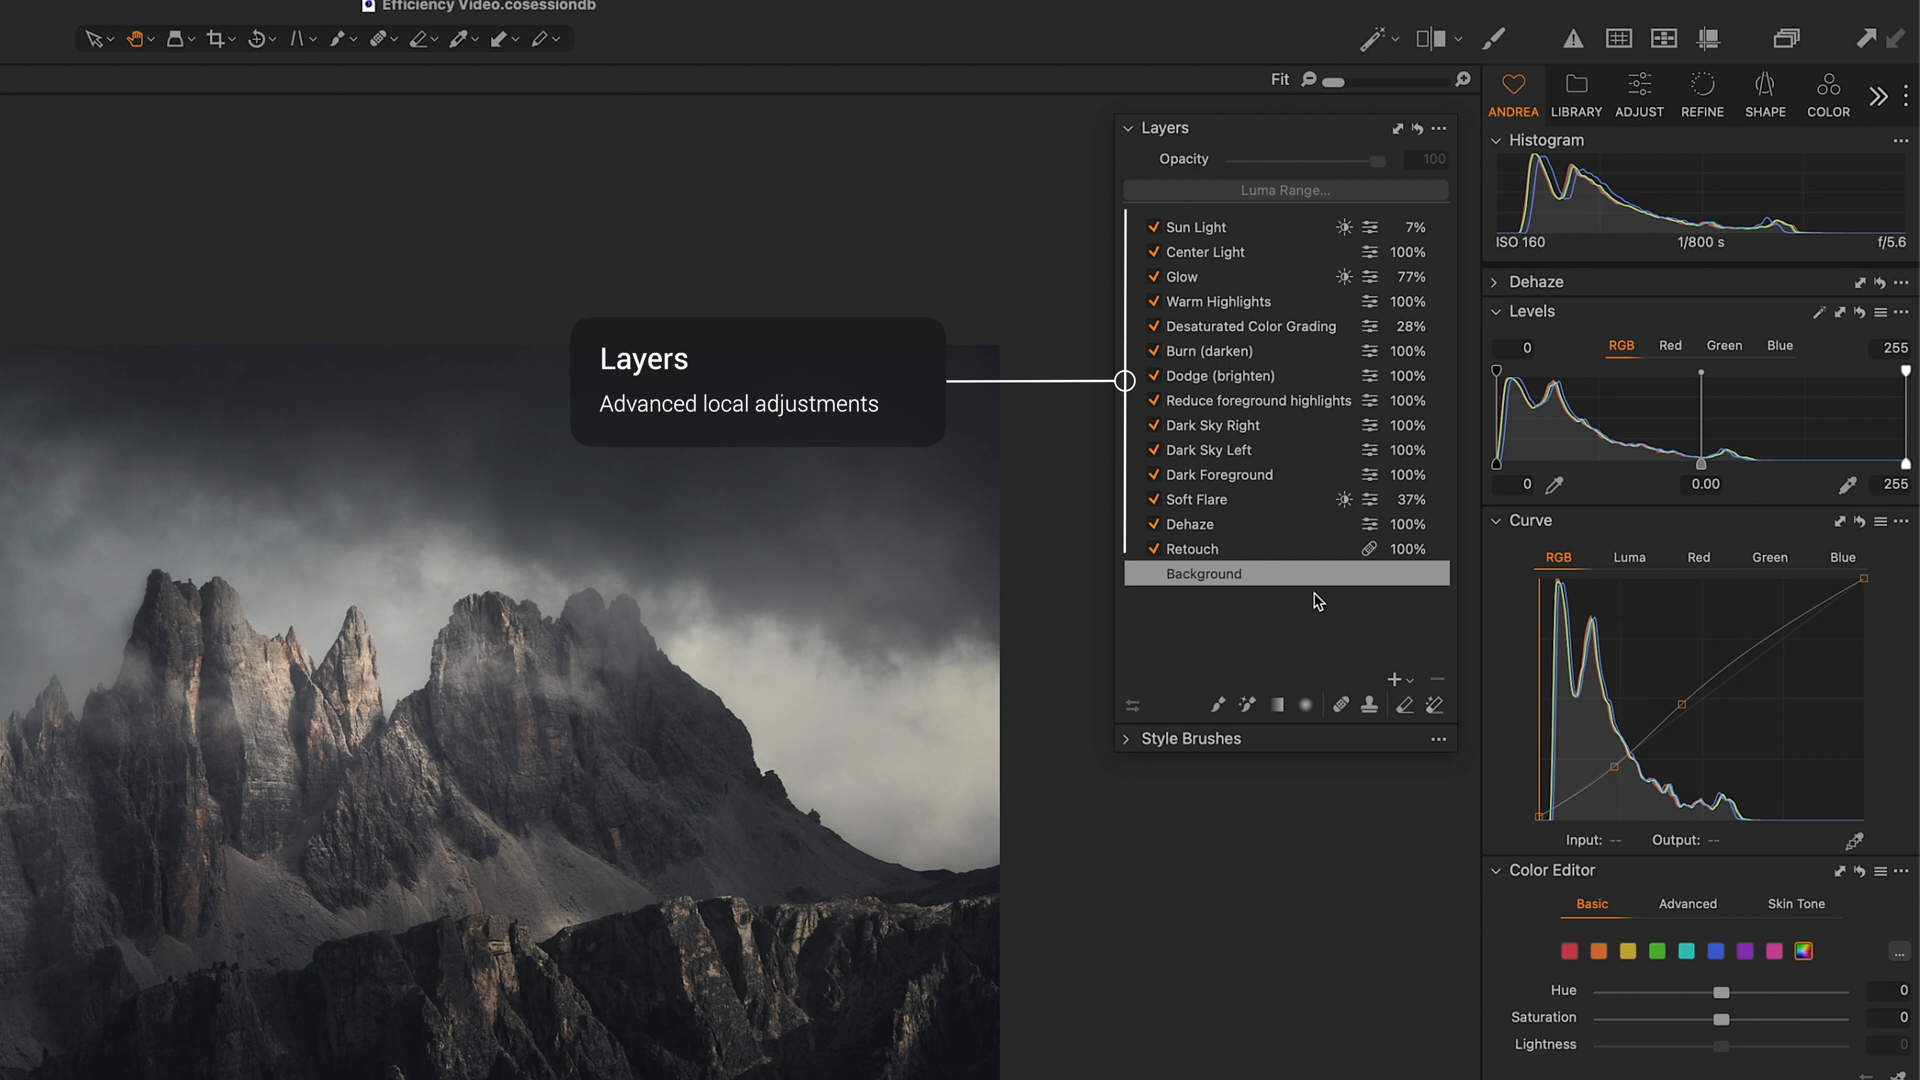 Efficiency Video.cosessiondb
Fit
ANDREA LIBRARY ADJUST REFINE SHAPE COLOR
Layers
Opacity 100
Luma Range...
Sun Light 7%
Center Light 100%
Glow 77%
Warm Highlights 100%
Desaturated Color Grading 28%
Burn (darken) 100%
Dodge (brighten) 100%
Reduce foreground highlights 100%
Dark Sky Right 100%
Dark Sky Left 100%
Dark Foreground 100%
Soft Flare 37%
Dehaze 100%
Retouch 100%
Background
Style Brushes
Layers
Advanced local adjustments
Histogram
ISO 160 1/800 s f/5.6
Dehaze
Levels
0 RGB Red Green Blue 255
0 0.00 255
Curve
RGB Luma Red Green Blue
Input: -- Output: --
Color Editor
Basic Advanced Skin Tone
...
Hue 0
Saturation 0
Lightness 0